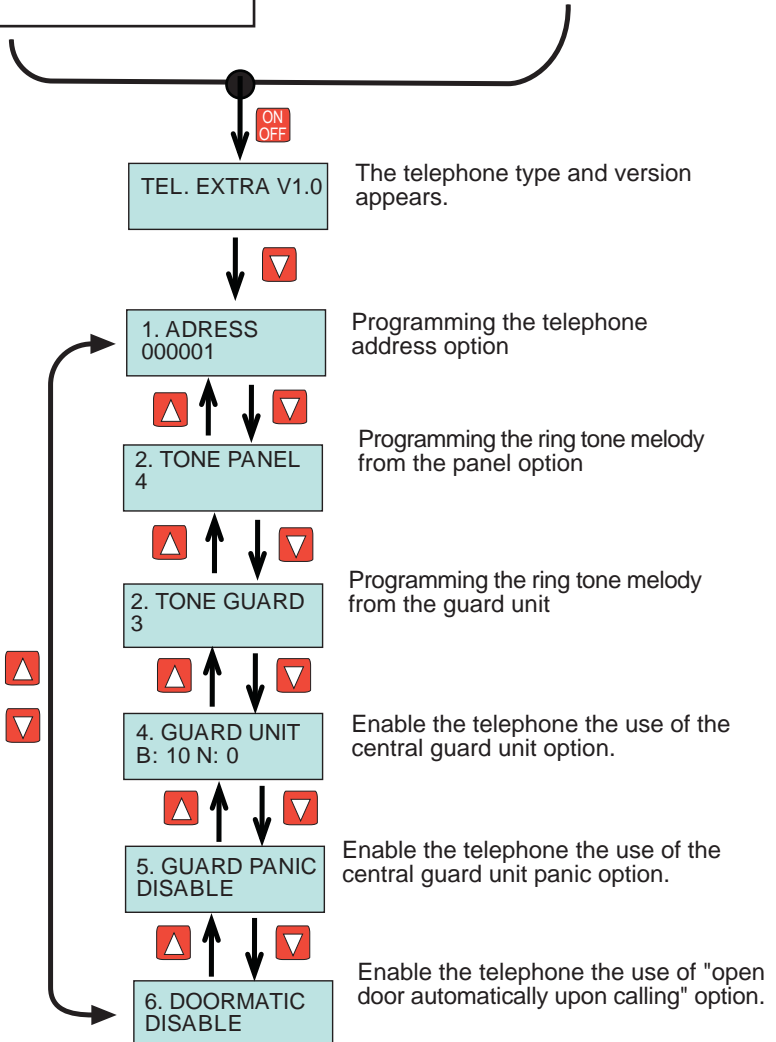 ON
OFF
TEL. EXTRA V1.0
The telephone type and version
appears.
1. ADRESS
000001
Programming the telephone
address option
2. TONE PANEL
4
Programming the ring tone melody
from the panel option
2. TONE GUARD
3
Programming the ring tone melody
from the guard unit
4. GUARD UNIT
B: 10 N: 0
Enable the telephone the use of the
central guard unit option.
5. GUARD PANIC
DISABLE
Enable the telephone the use of the
central guard unit panic option.
6. DOORMATIC
DISABLE
Enable the telephone the use of "open
door automatically upon calling" option.